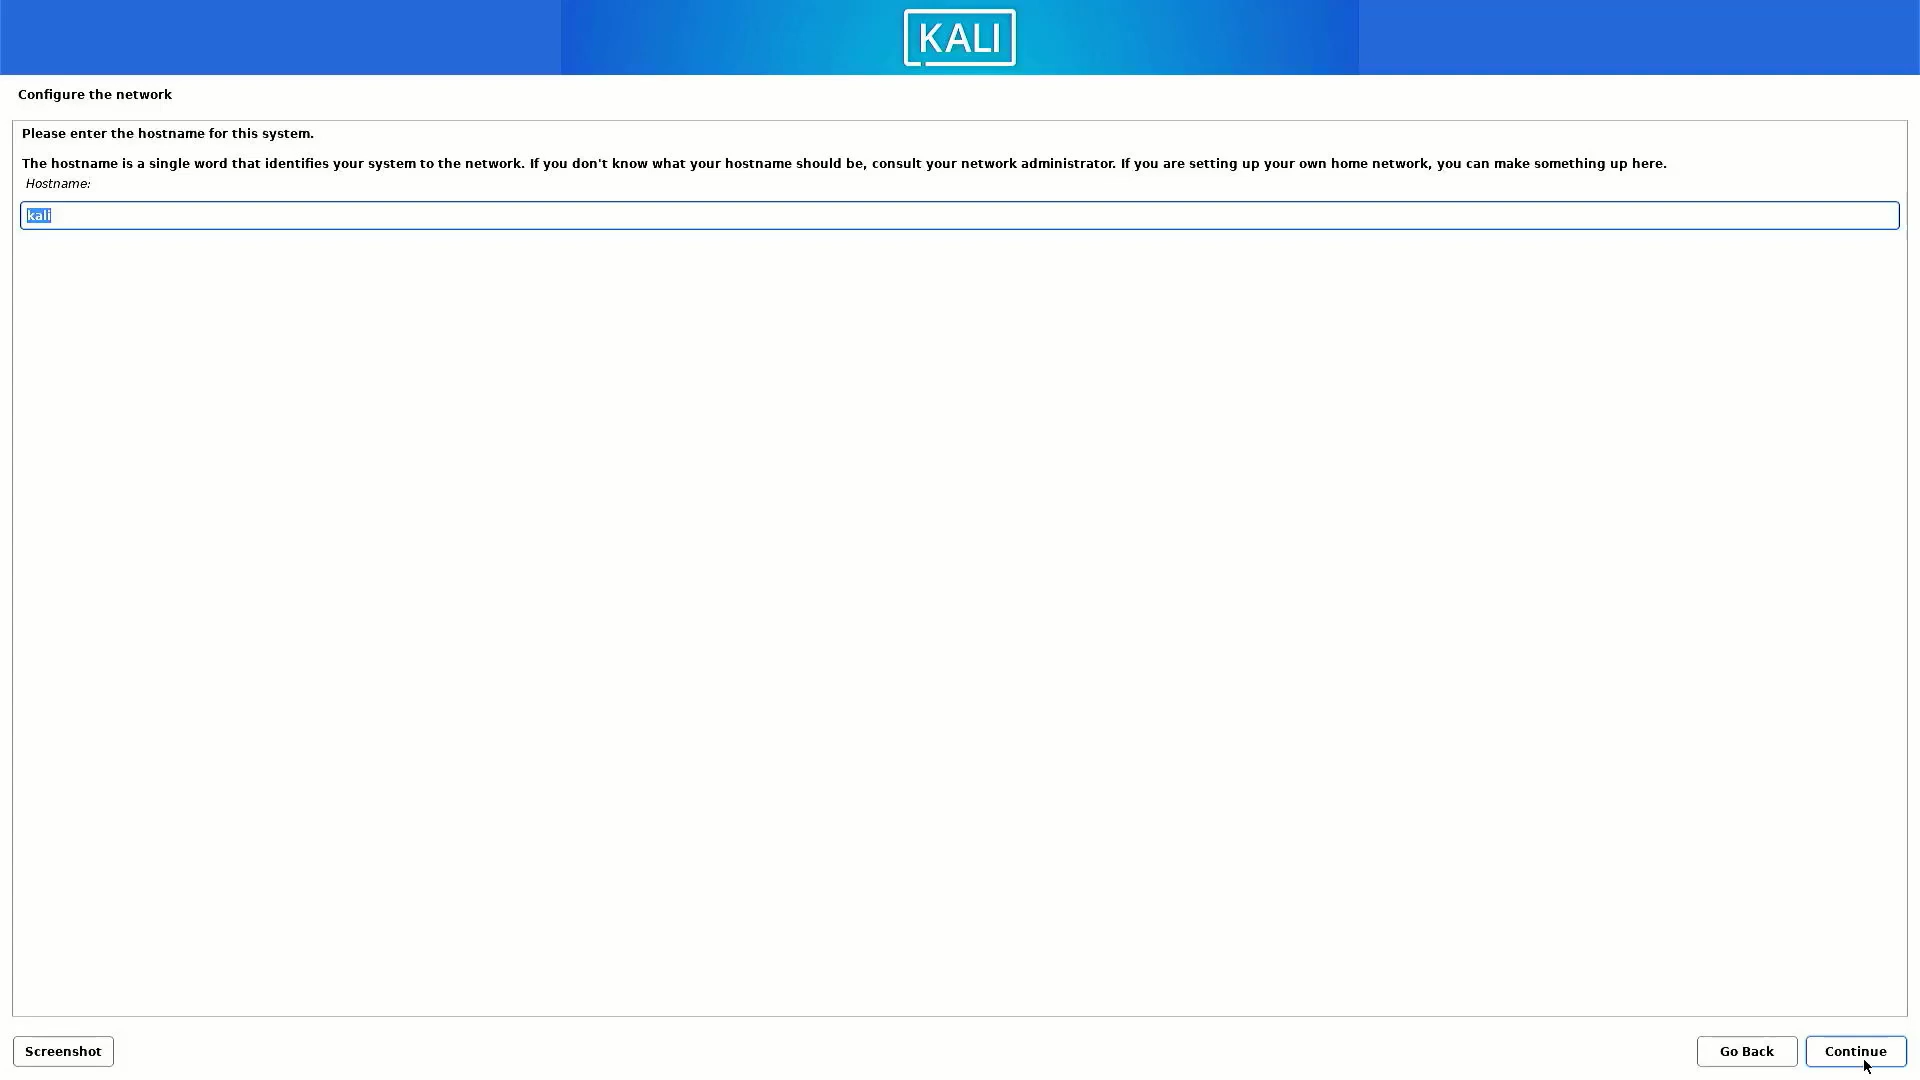 KALI
Configure the network
Please enter the hostname for this system.
The hostname is a single word that identifies your system to the network. If you don't know what your hostname should be, consult your network administrator. If you are setting up your own home network, you can make something up here.
Hostname:
kali
Screenshot
Go Back
Continue